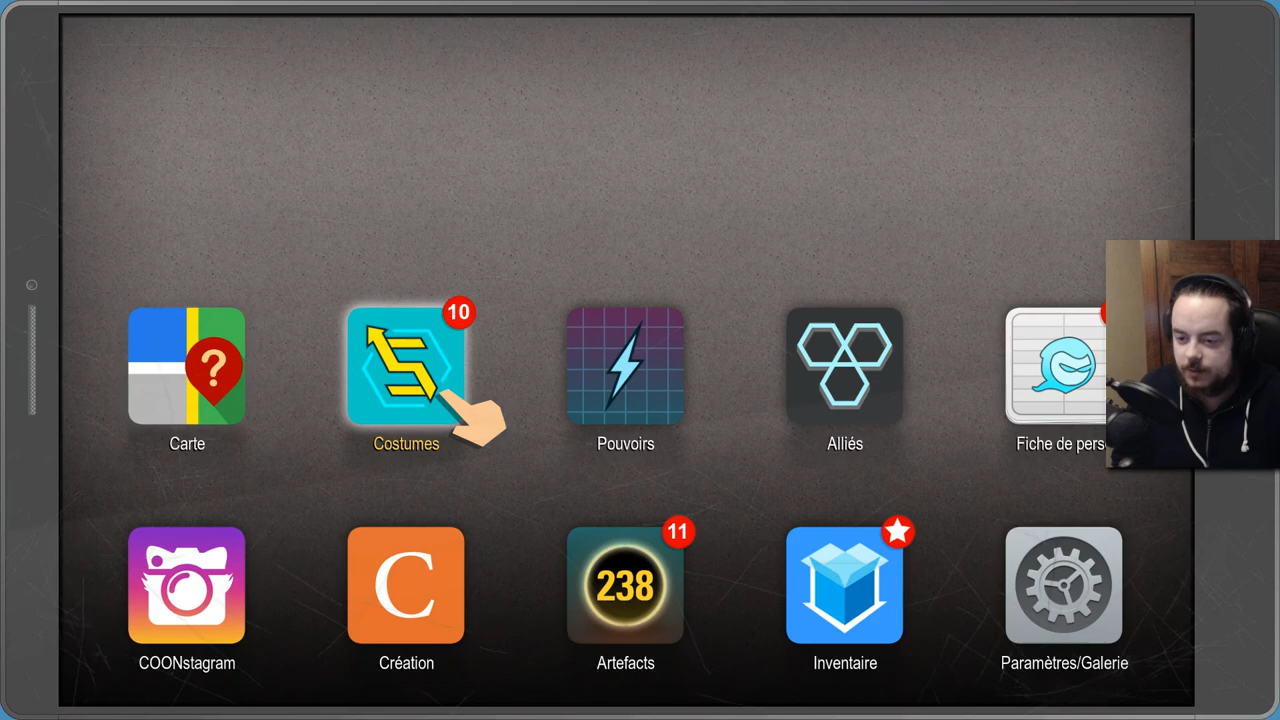 10
?
Carte
Costumes
Pouvoirs
Alliés
Fiche de pers
11
C
238
COONstagram
Création
Artefacts
Inventaire
Paramètres/Galerie